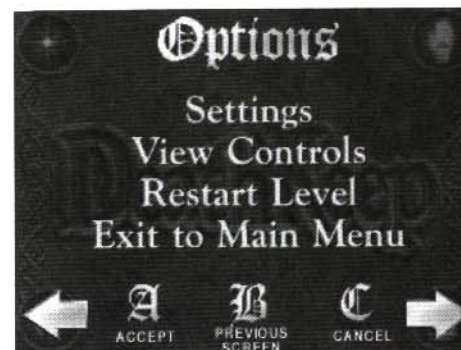 Options
Settings
View Controls
Restart Level
Exit to Main Menu
A B C
ACCEPT PREVIOUS SCREEN CANCEL